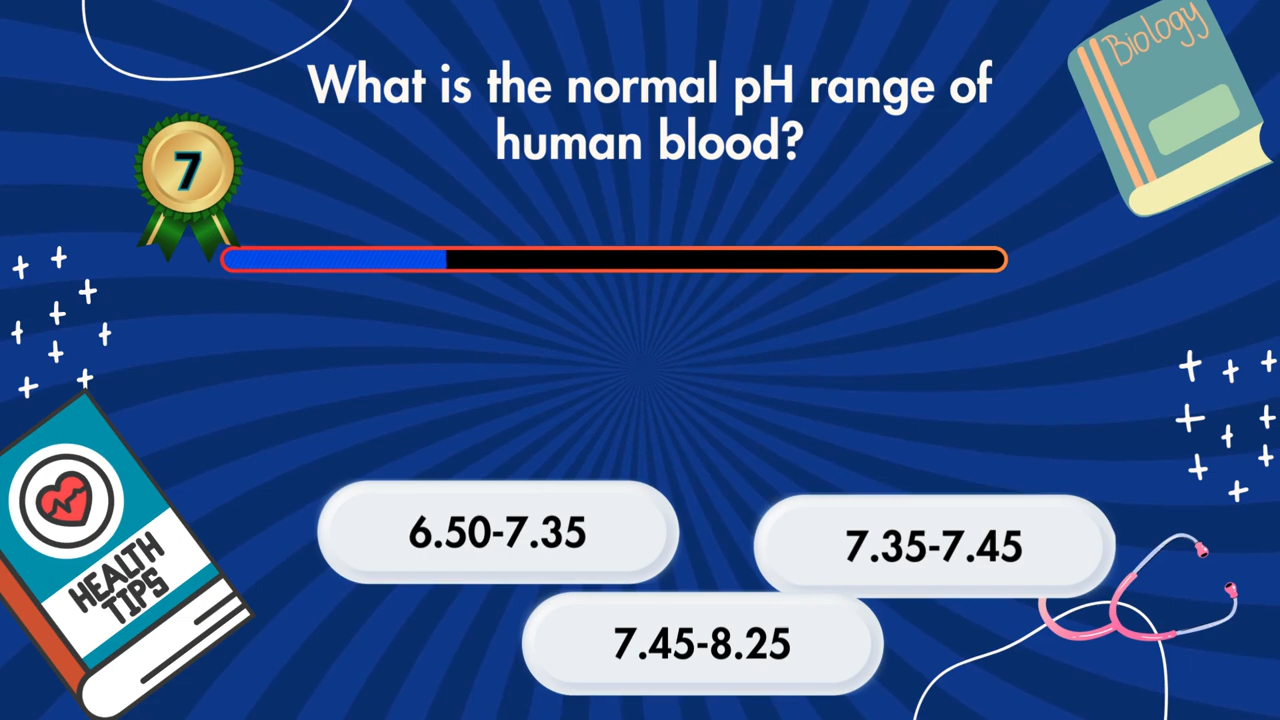 What is the normal pH range of
human blood?
7
Biology
6.50-7.35
7.35-7.45
7.45-8.25
HEALTH
TIPS